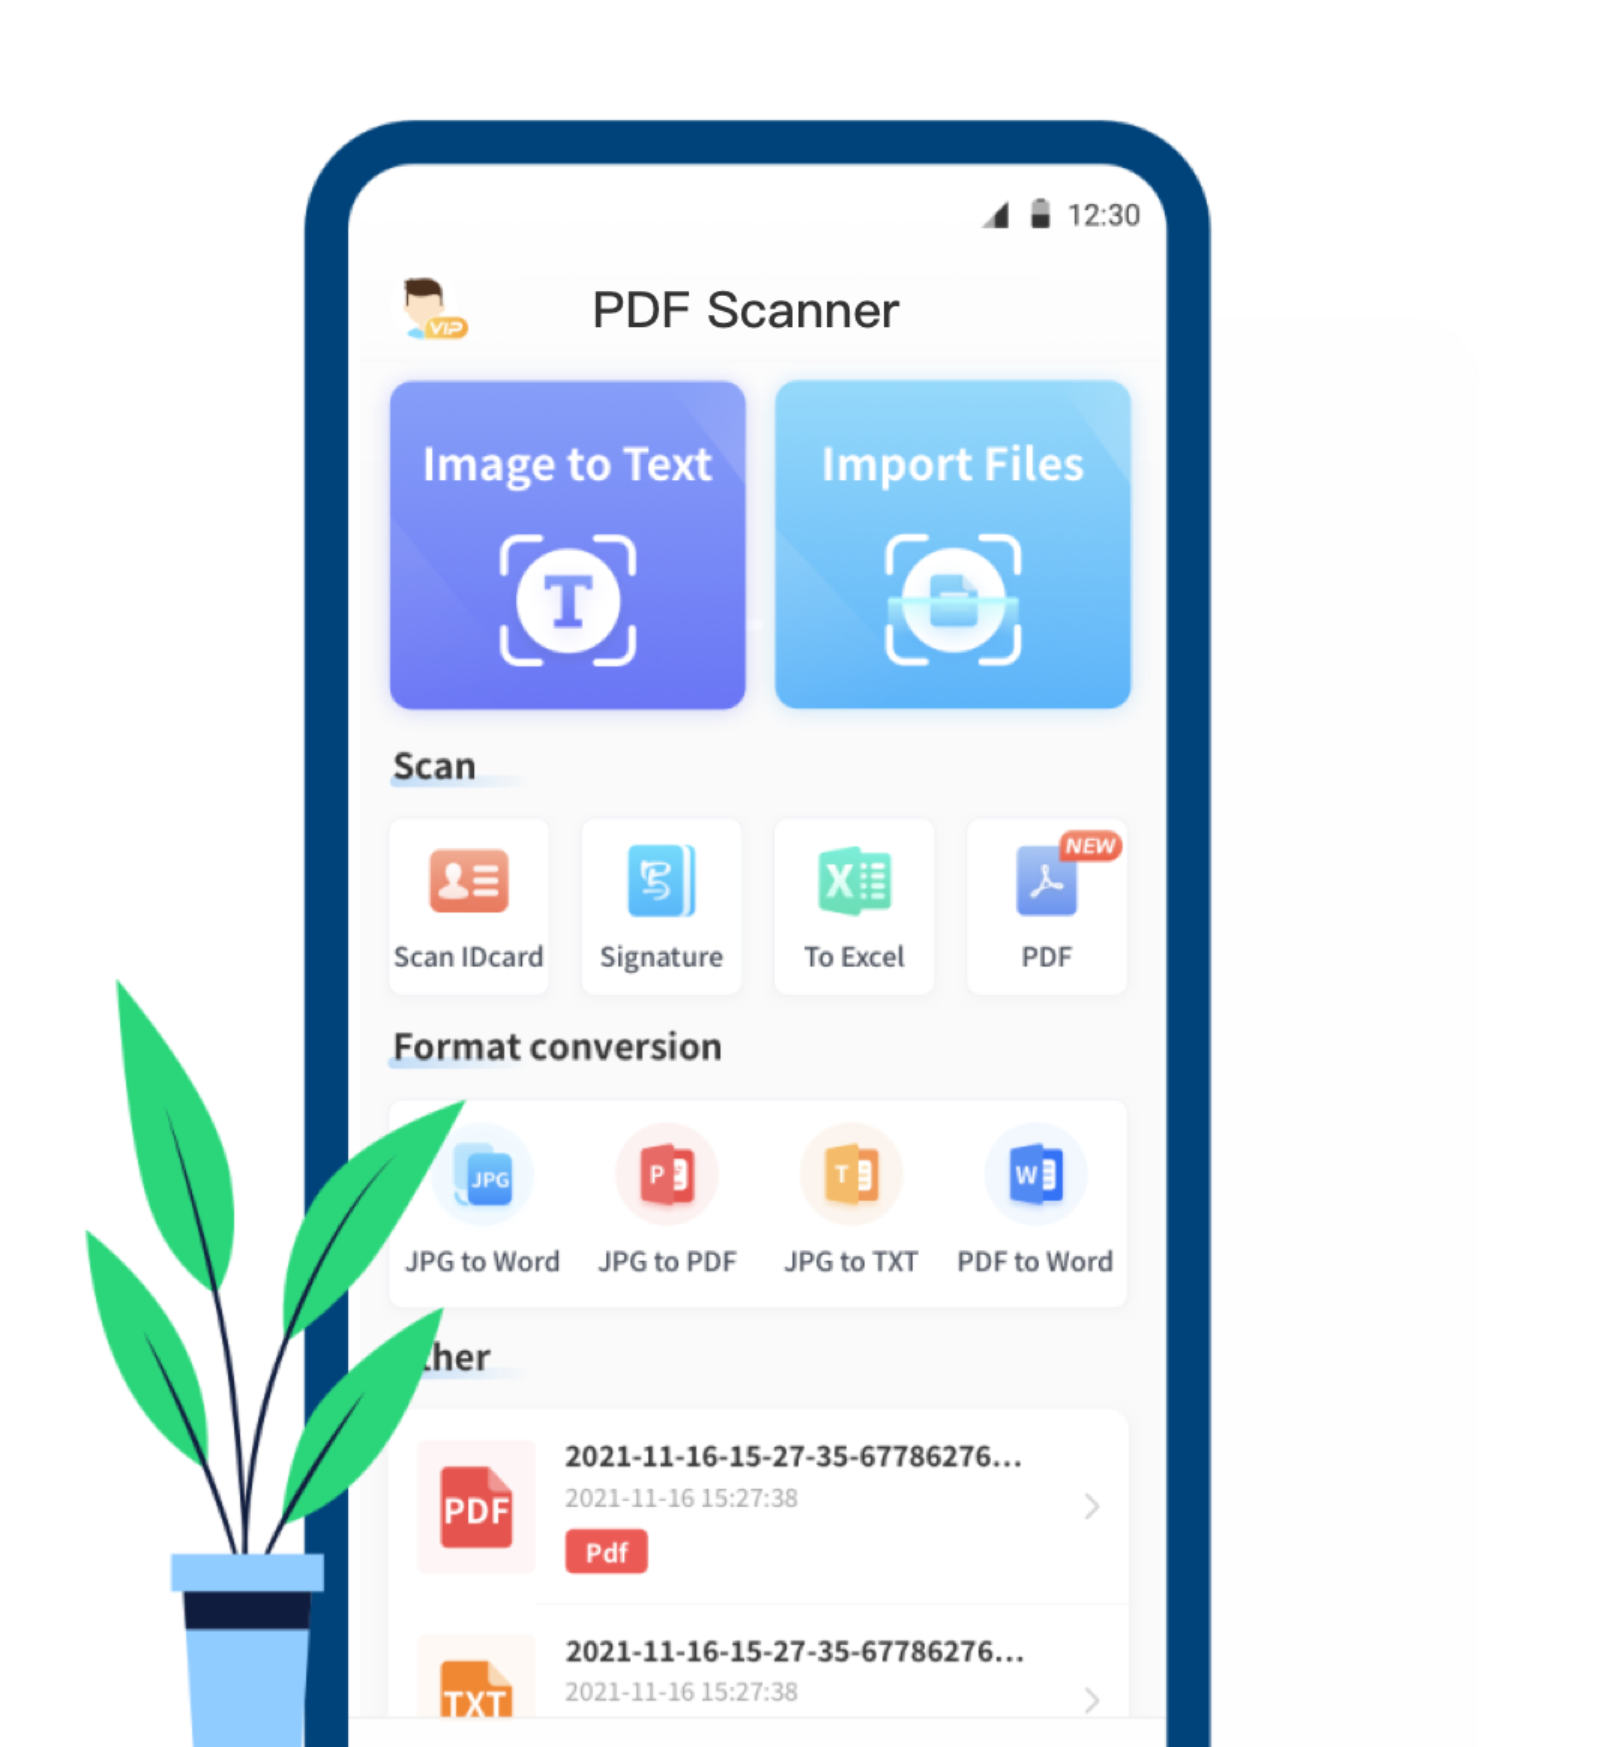 12:30
VIP
PDF Scanner
Image to Text
Import Files
T
Scan
NEW
X
Scan IDcard
Signature
To Excel
PDF
Format conversion
JPG
P
T
W
JPG to Word
JPG to PDF
JPG to TXT
PDF to Word
ther
2021-11-16-15-27-35-67786276...
2021-11-16 15:27:38
PDF
Pdf
2021-11-16-15-27-35-67786276...
2021-11-16 15:27:38
TXT